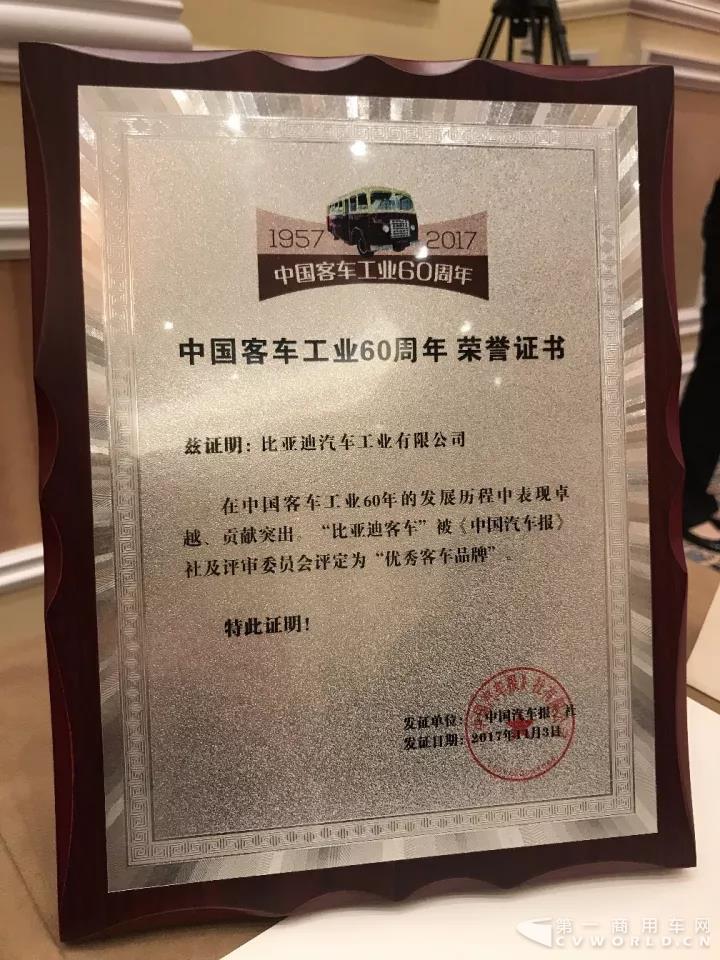 1957 2017
中国客车工业60周年
中国客车工业60周年 荣誉证书
兹证明：比亚迪汽车工业有限公司
在中国客车工业60年的发展历程中表现卓
越、贡献突出。“比亚迪客车”被《中国汽车报》
社及评审委员会评定为“优秀客车品牌”。
特此证明！
发证单位：《中国汽车报》社
发证日期：2017年11月3日
第一商用车网
CVWORLD.CN